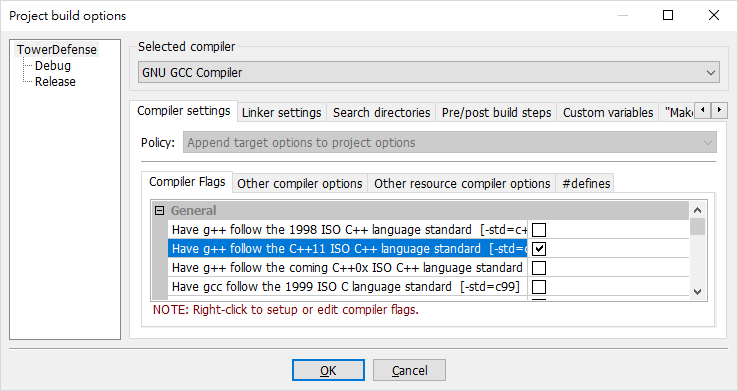 Project build options
TowerDefense
Debug
Release
Selected compiler
GNU GCC Compiler
Compiler settings Linker settings Search directories Pre/post build steps Custom variables "Make
Policy: Append target options to project options
Compiler Flags Other compiler options Other resource compiler options #defines
General
Have g++ follow the 1998 ISO C++ language standard [-std=c+
Have g++ follow the C++11 ISO C++ language standard [-std=c
Have g++ follow the coming C++0x ISO C++ language standard
Have gcc follow the 1999 ISO C language standard [-std=c99]
NOTE: Right-click to setup or edit compiler flags.
OK Cancel